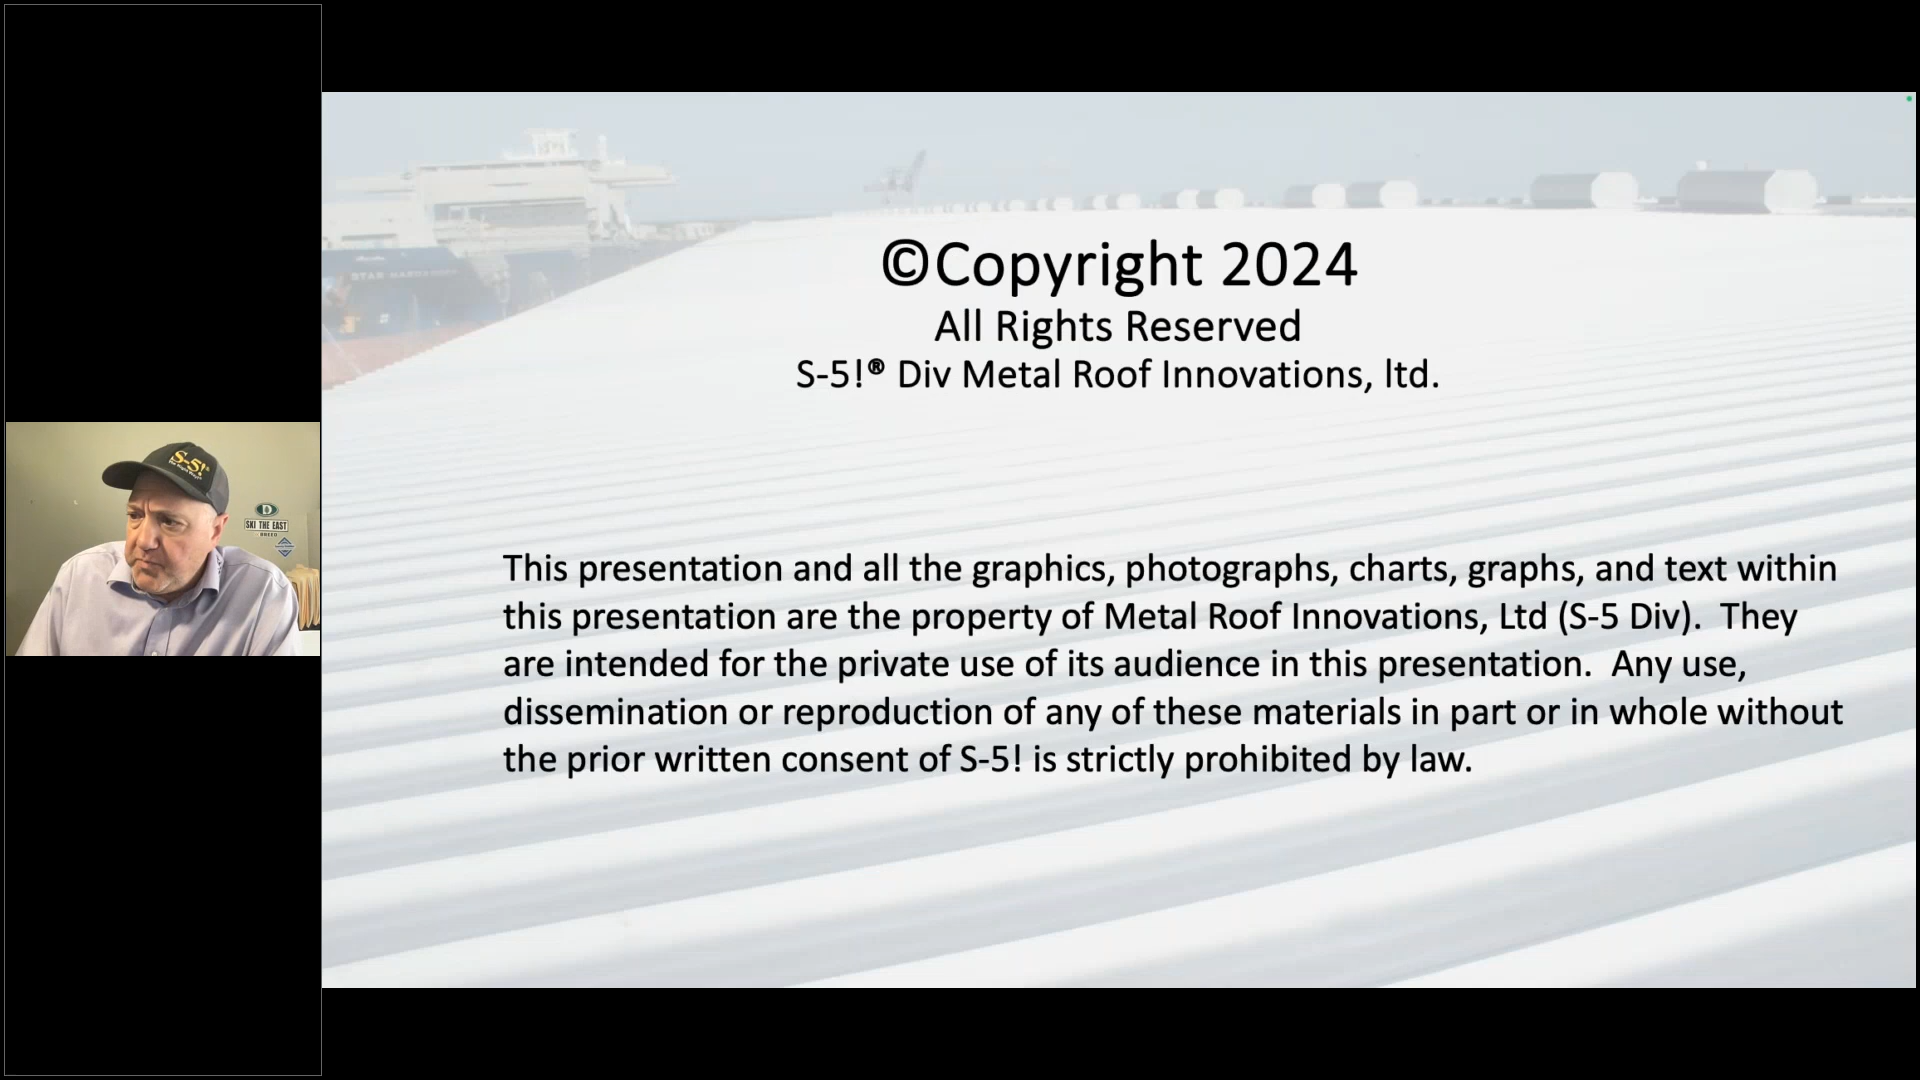 ©Copyright 2024
All Rights Reserved
S-5!® Div Metal Roof Innovations, ltd.
This presentation and all the graphics, photographs, charts, graphs, and text within
this presentation are the property of Metal Roof Innovations, Ltd (S-5 Div).  They
are intended for the private use of its audience in this presentation.  Any use,
dissemination or reproduction of any of these materials in part or in whole without
the prior written consent of S-5! is strictly prohibited by law.
S-5!
The Right Way!
D
SKI THE EAST